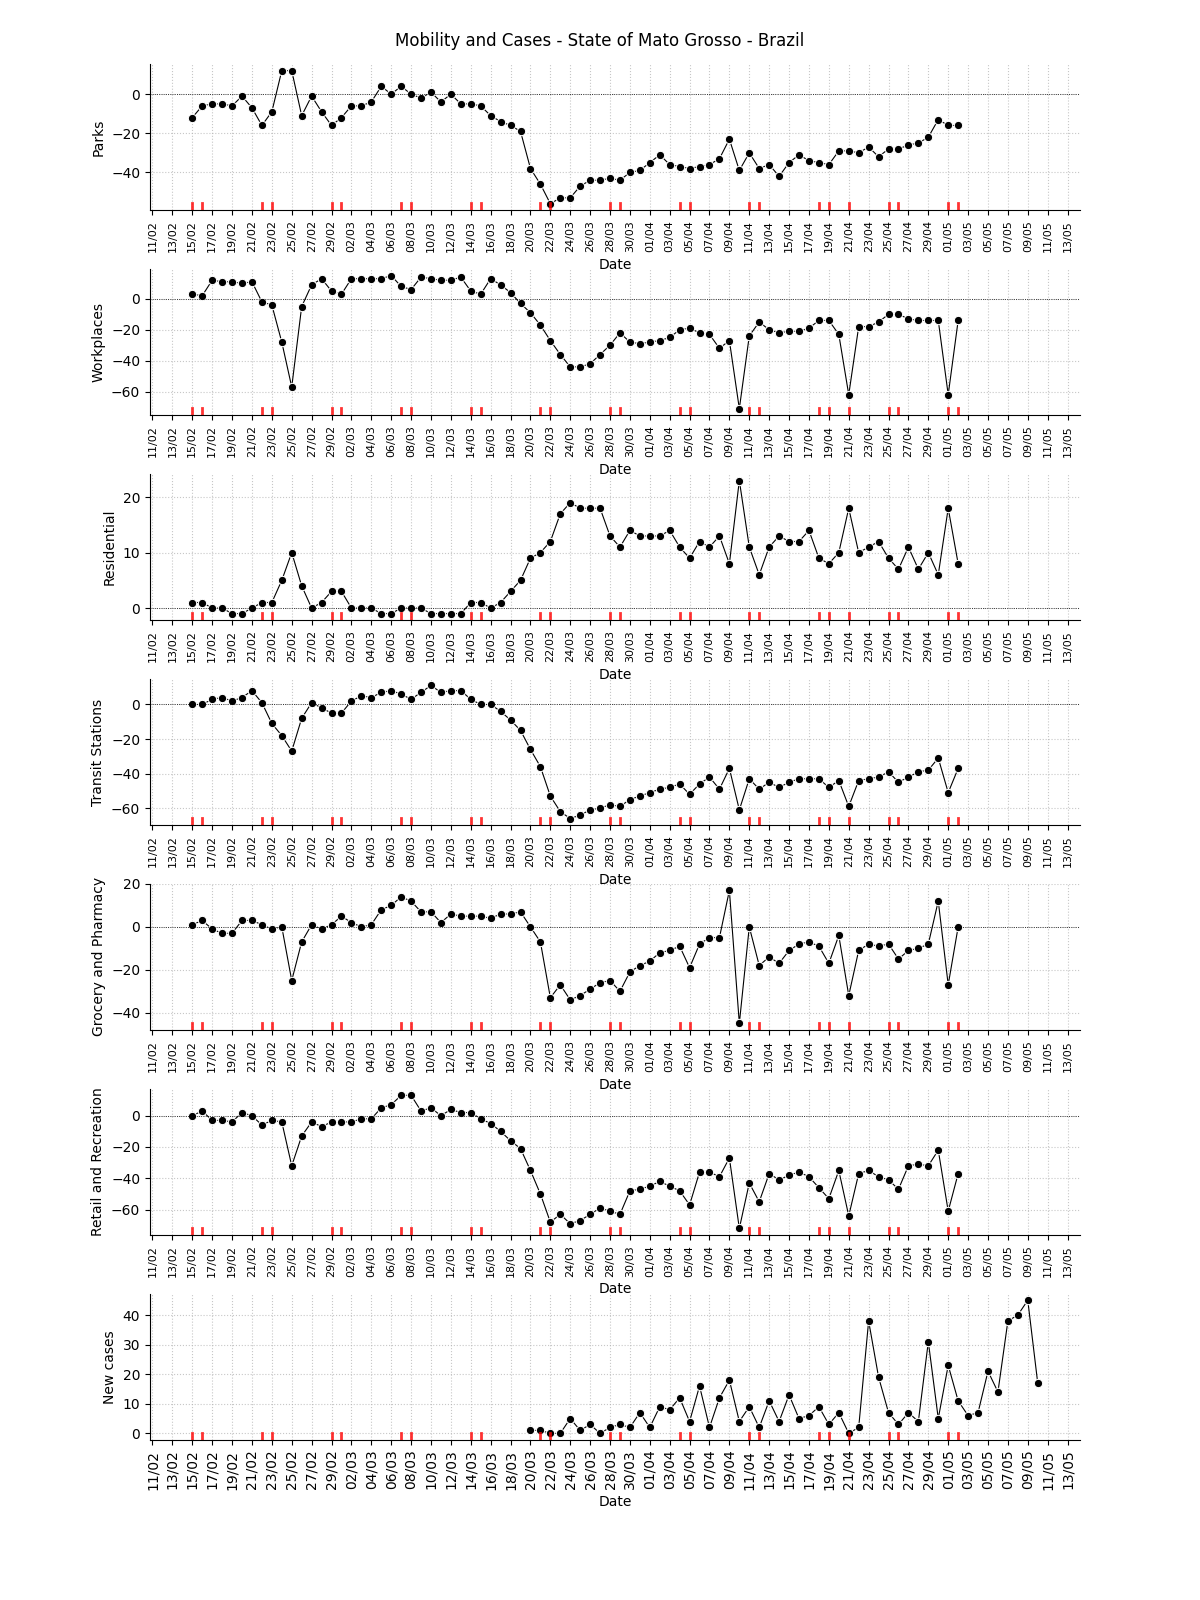 Mobility and Cases - State of Mato Grosso - Brazil
Parks
0
−20
−40
11/02 13/02 15/02 17/02 19/02 21/02 23/02 25/02 27/02 29/02 02/03 04/03 06/03 08/03 10/03 12/03 14/03 16/03 18/03 20/03 22/03 24/03 26/03 28/03 30/03 01/04 03/04 05/04 07/04 09/04 11/04 13/04 15/04 17/04 19/04 21/04 23/04 25/04 27/04 29/04 01/05 03/05 05/05 07/05 09/05 11/05 13/05
Date
Workplaces
0
−20
−40
−60
11/02 13/02 15/02 17/02 19/02 21/02 23/02 25/02 27/02 29/02 02/03 04/03 06/03 08/03 10/03 12/03 14/03 16/03 18/03 20/03 22/03 24/03 26/03 28/03 30/03 01/04 03/04 05/04 07/04 09/04 11/04 13/04 15/04 17/04 19/04 21/04 23/04 25/04 27/04 29/04 01/05 03/05 05/05 07/05 09/05 11/05 13/05
Date
Residential
20
10
0
11/02 13/02 15/02 17/02 19/02 21/02 23/02 25/02 27/02 29/02 02/03 04/03 06/03 08/03 10/03 12/03 14/03 16/03 18/03 20/03 22/03 24/03 26/03 28/03 30/03 01/04 03/04 05/04 07/04 09/04 11/04 13/04 15/04 17/04 19/04 21/04 23/04 25/04 27/04 29/04 01/05 03/05 05/05 07/05 09/05 11/05 13/05
Date
Transit Stations
0
−20
−40
−60
11/02 13/02 15/02 17/02 19/02 21/02 23/02 25/02 27/02 29/02 02/03 04/03 06/03 08/03 10/03 12/03 14/03 16/03 18/03 20/03 22/03 24/03 26/03 28/03 30/03 01/04 03/04 05/04 07/04 09/04 11/04 13/04 15/04 17/04 19/04 21/04 23/04 25/04 27/04 29/04 01/05 03/05 05/05 07/05 09/05 11/05 13/05
Date
Grocery and Pharmacy
20
0
−20
−40
11/02 13/02 15/02 17/02 19/02 21/02 23/02 25/02 27/02 29/02 02/03 04/03 06/03 08/03 10/03 12/03 14/03 16/03 18/03 20/03 22/03 24/03 26/03 28/03 30/03 01/04 03/04 05/04 07/04 09/04 11/04 13/04 15/04 17/04 19/04 21/04 23/04 25/04 27/04 29/04 01/05 03/05 05/05 07/05 09/05 11/05 13/05
Date
Retail and Recreation
0
−20
−40
−60
11/02 13/02 15/02 17/02 19/02 21/02 23/02 25/02 27/02 29/02 02/03 04/03 06/03 08/03 10/03 12/03 14/03 16/03 18/03 20/03 22/03 24/03 26/03 28/03 30/03 01/04 03/04 05/04 07/04 09/04 11/04 13/04 15/04 17/04 19/04 21/04 23/04 25/04 27/04 29/04 01/05 03/05 05/05 07/05 09/05 11/05 13/05
Date
New cases
40
30
20
10
0
11/02 13/02 15/02 17/02 19/02 21/02 23/02 25/02 27/02 29/02 02/03 04/03 06/03 08/03 10/03 12/03 14/03 16/03 18/03 20/03 22/03 24/03 26/03 28/03 30/03 01/04 03/04 05/04 07/04 09/04 11/04 13/04 15/04 17/04 19/04 21/04 23/04 25/04 27/04 29/04 01/05 03/05 05/05 07/05 09/05 11/05 13/05
Date